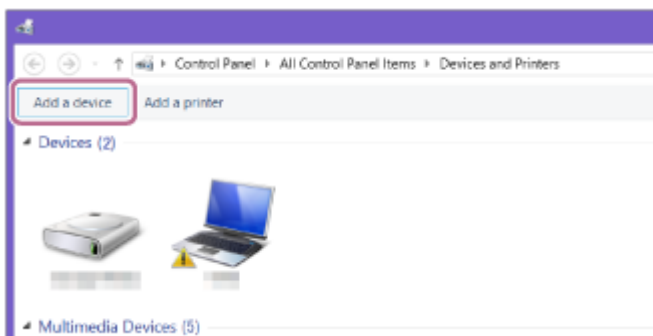 Control Panel All Control Panel Items Devices and Printers
Add a device Add a printer
Devices (2)
Multimedia Devices (5)